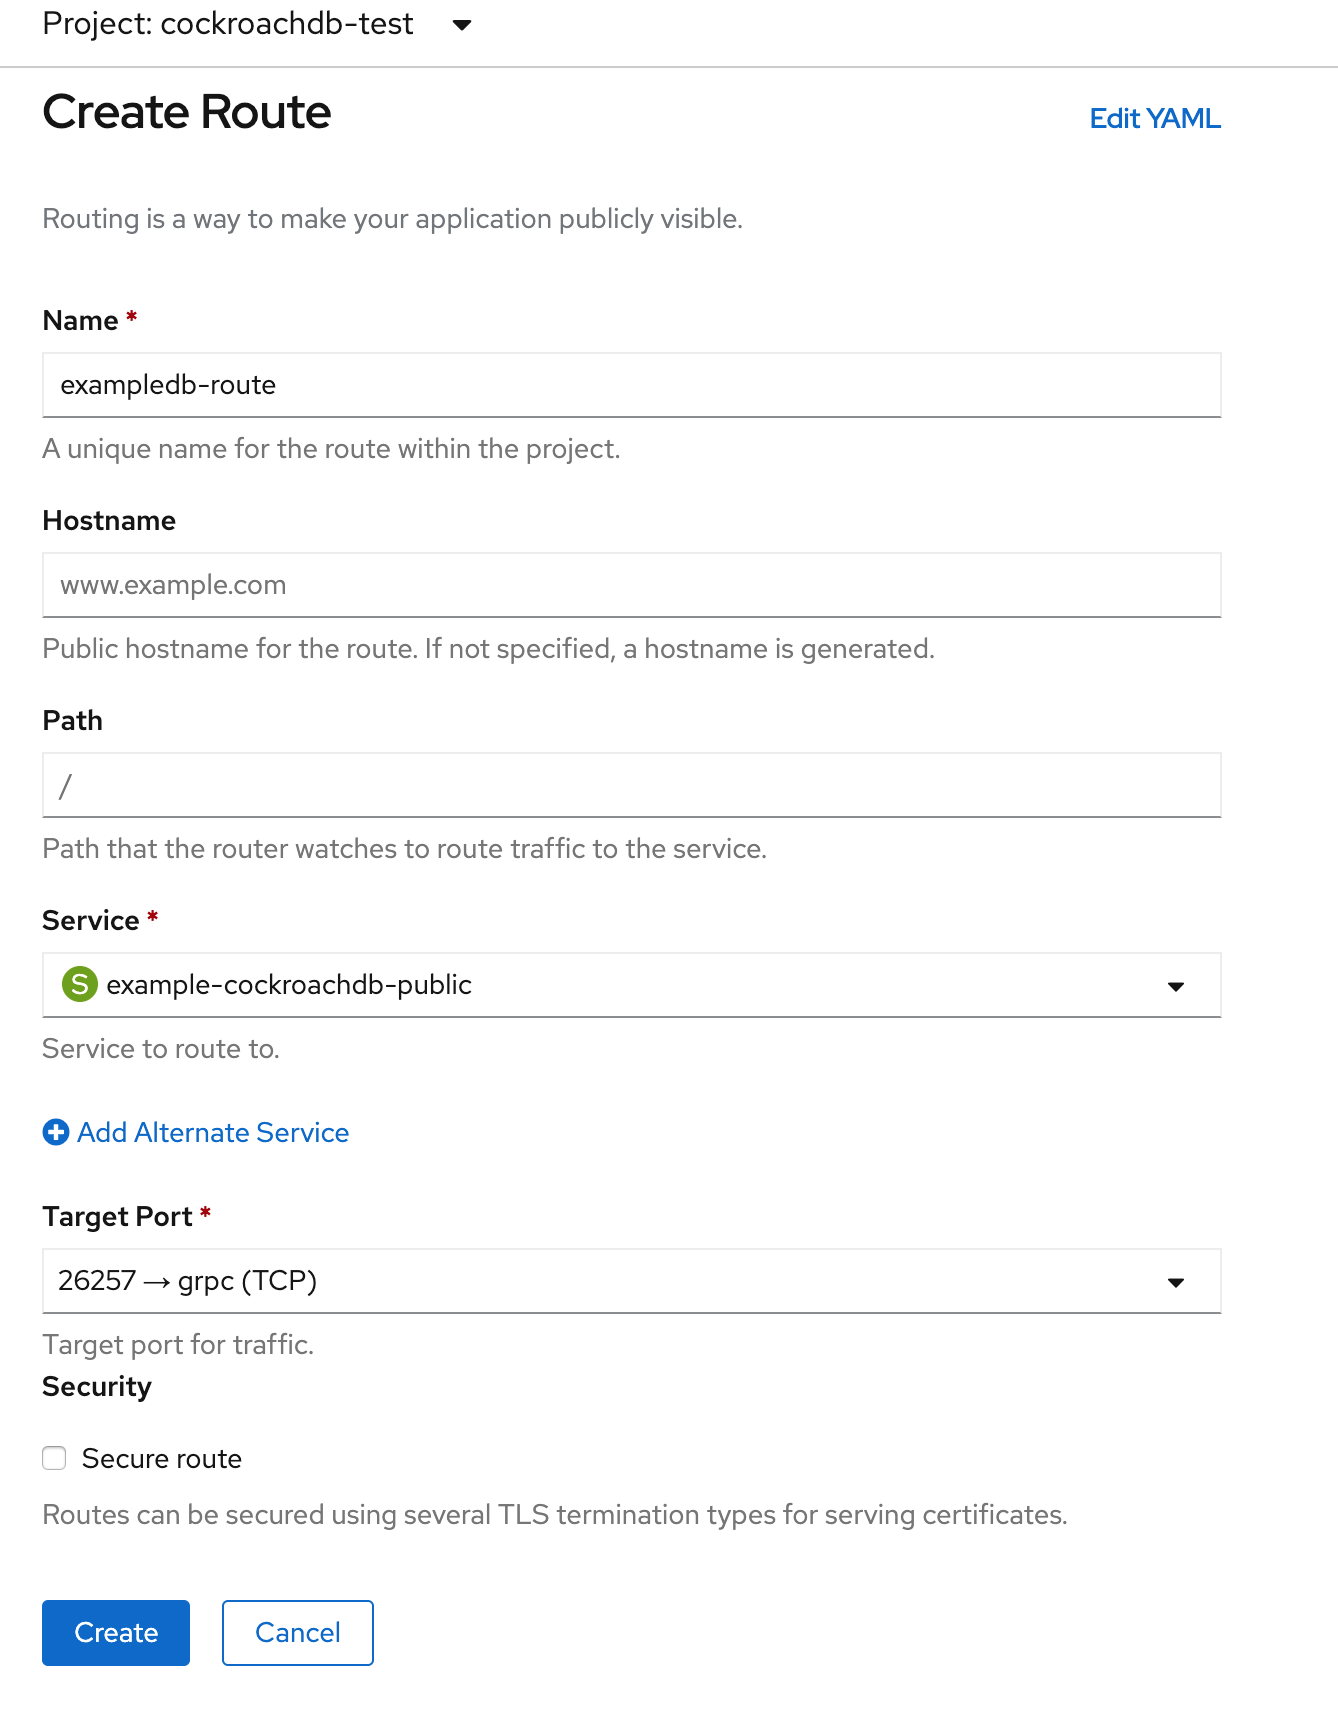 Project: cockroachdb-test
Create Route
Edit YAML
Routing is a way to make your application publicly visible.
Name *
exampledb-route
A unique name for the route within the project.
Hostname
www.example.com
Public hostname for the route. If not specified, a hostname is generated.
Path
/
Path that the router watches to route traffic to the service.
Service *
S example-cockroachdb-public
Service to route to.
Add Alternate Service
Target Port *
26257 → grpc (TCP)
Target port for traffic.
Security
Secure route
Routes can be secured using several TLS termination types for serving certificates.
Create
Cancel